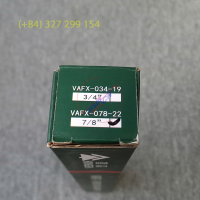 (+84) 327 299 154
VAFX-034-19
3/4"
VAFX-078-22
7/8"